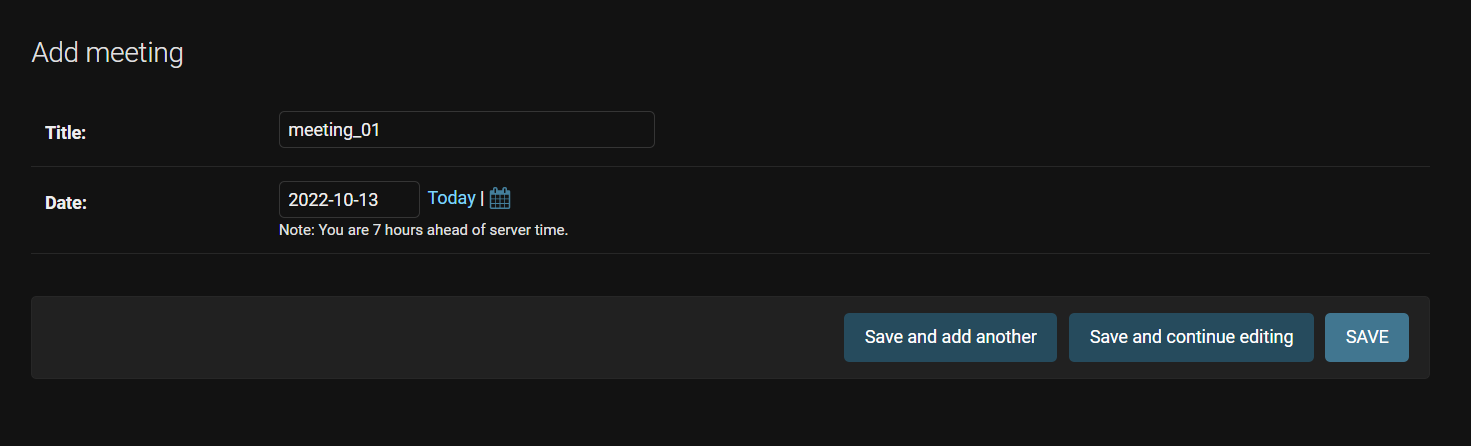 Add meeting
Title: meeting_01
Date: 2022-10-13 Today |
Note: You are 7 hours ahead of server time.
Save and add another Save and continue editing SAVE